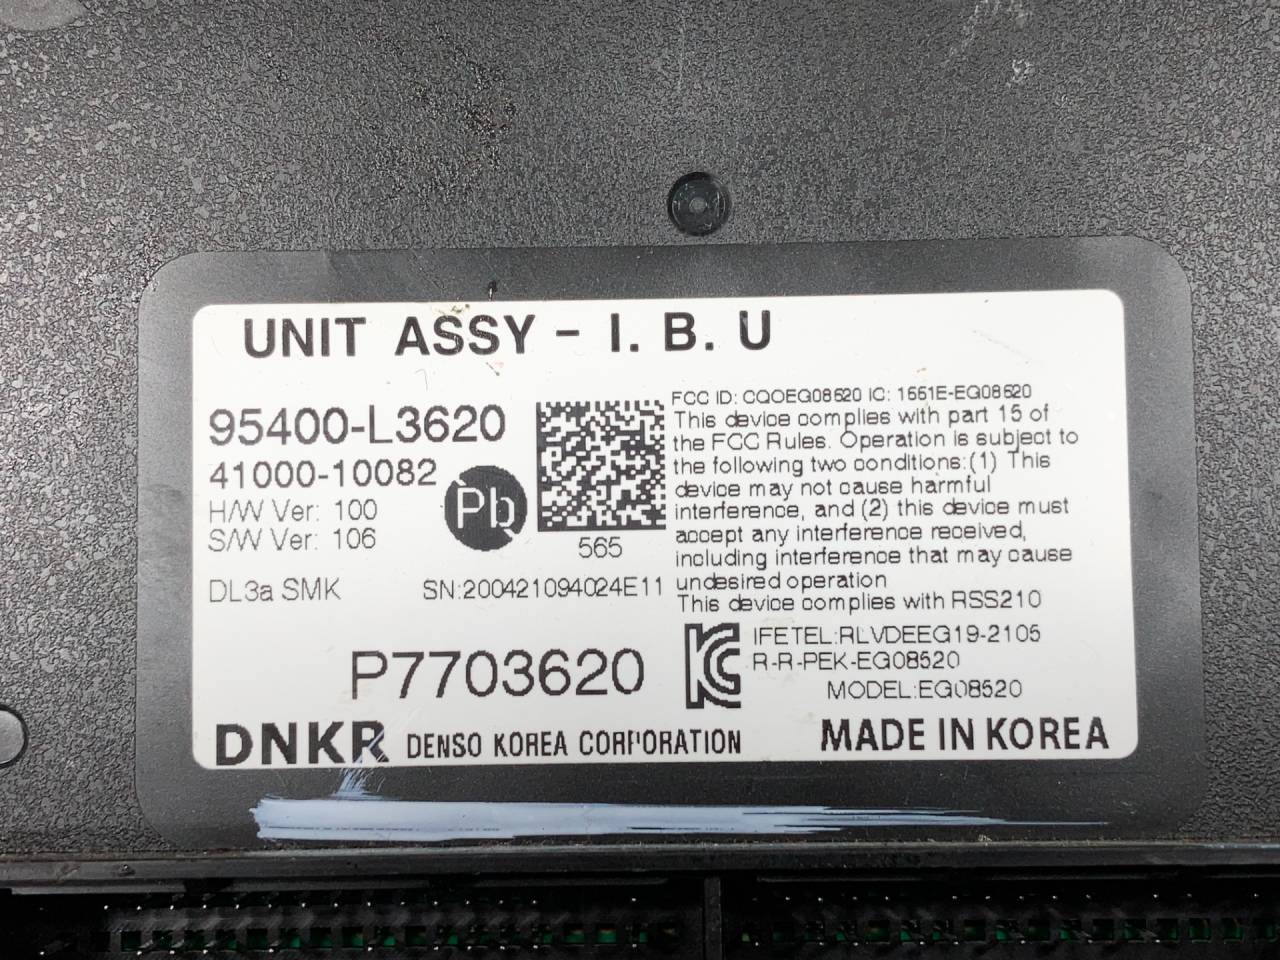 UNIT ASSY - I. B. U
95400-L3620
41000-10082
H/W Ver: 100
S/W Ver: 106
Pb
565
DL3a SMK
SN:200421094024E11
FCC ID: CQOEG08520 IC: 1551E-EG08520
This device complies with part 15 of
the FCC Rules. Operation is subject to
the following two conditions:(1) This
device may not cause harmful
interference, and (2) this device must
accept any interference received,
including interference that may cause
undesired operation
This device complies with RSS210
P7703620
IFETEL:RLVDEEG19-2105
R-R-PEK-EG08520
MODEL:EG08520
DNKR DENSO KOREA CORPORATION
MADE IN KOREA